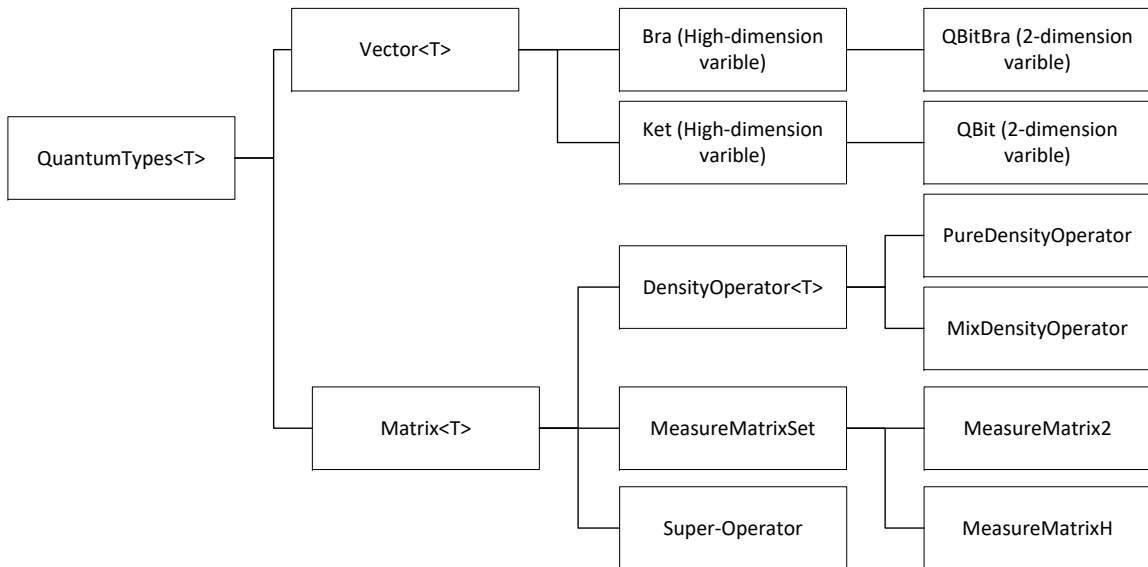 Vector<T>
Bra (High-dimension
varible)
QBitBra (2-dimension
varible)
QuantumTypes<T>
Ket (High-dimension
varible)
QBit (2-dimension
varible)
PureDensityOperator
DensityOperator<T>
MixDensityOperator
Matrix<T>
MeasureMatrixSet
MeasureMatrix2
Super-Operator
MeasureMatrixH